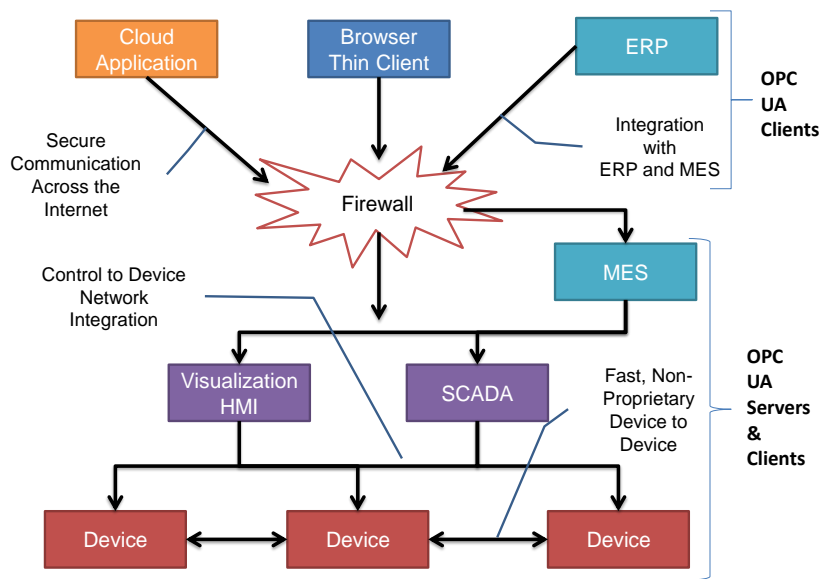 Cloud
Application
Browser
Thin Client
ERP
OPC
UA
Clients
Secure
Communication
Across the
Internet
Integration
with
ERP and MES
Firewall
MES
Control to Device
Network
Integration
Visualization
HMI
SCADA
Fast, Non-
Proprietary
Device to
Device
OPC
UA
Servers
&
Clients
Device
Device
Device